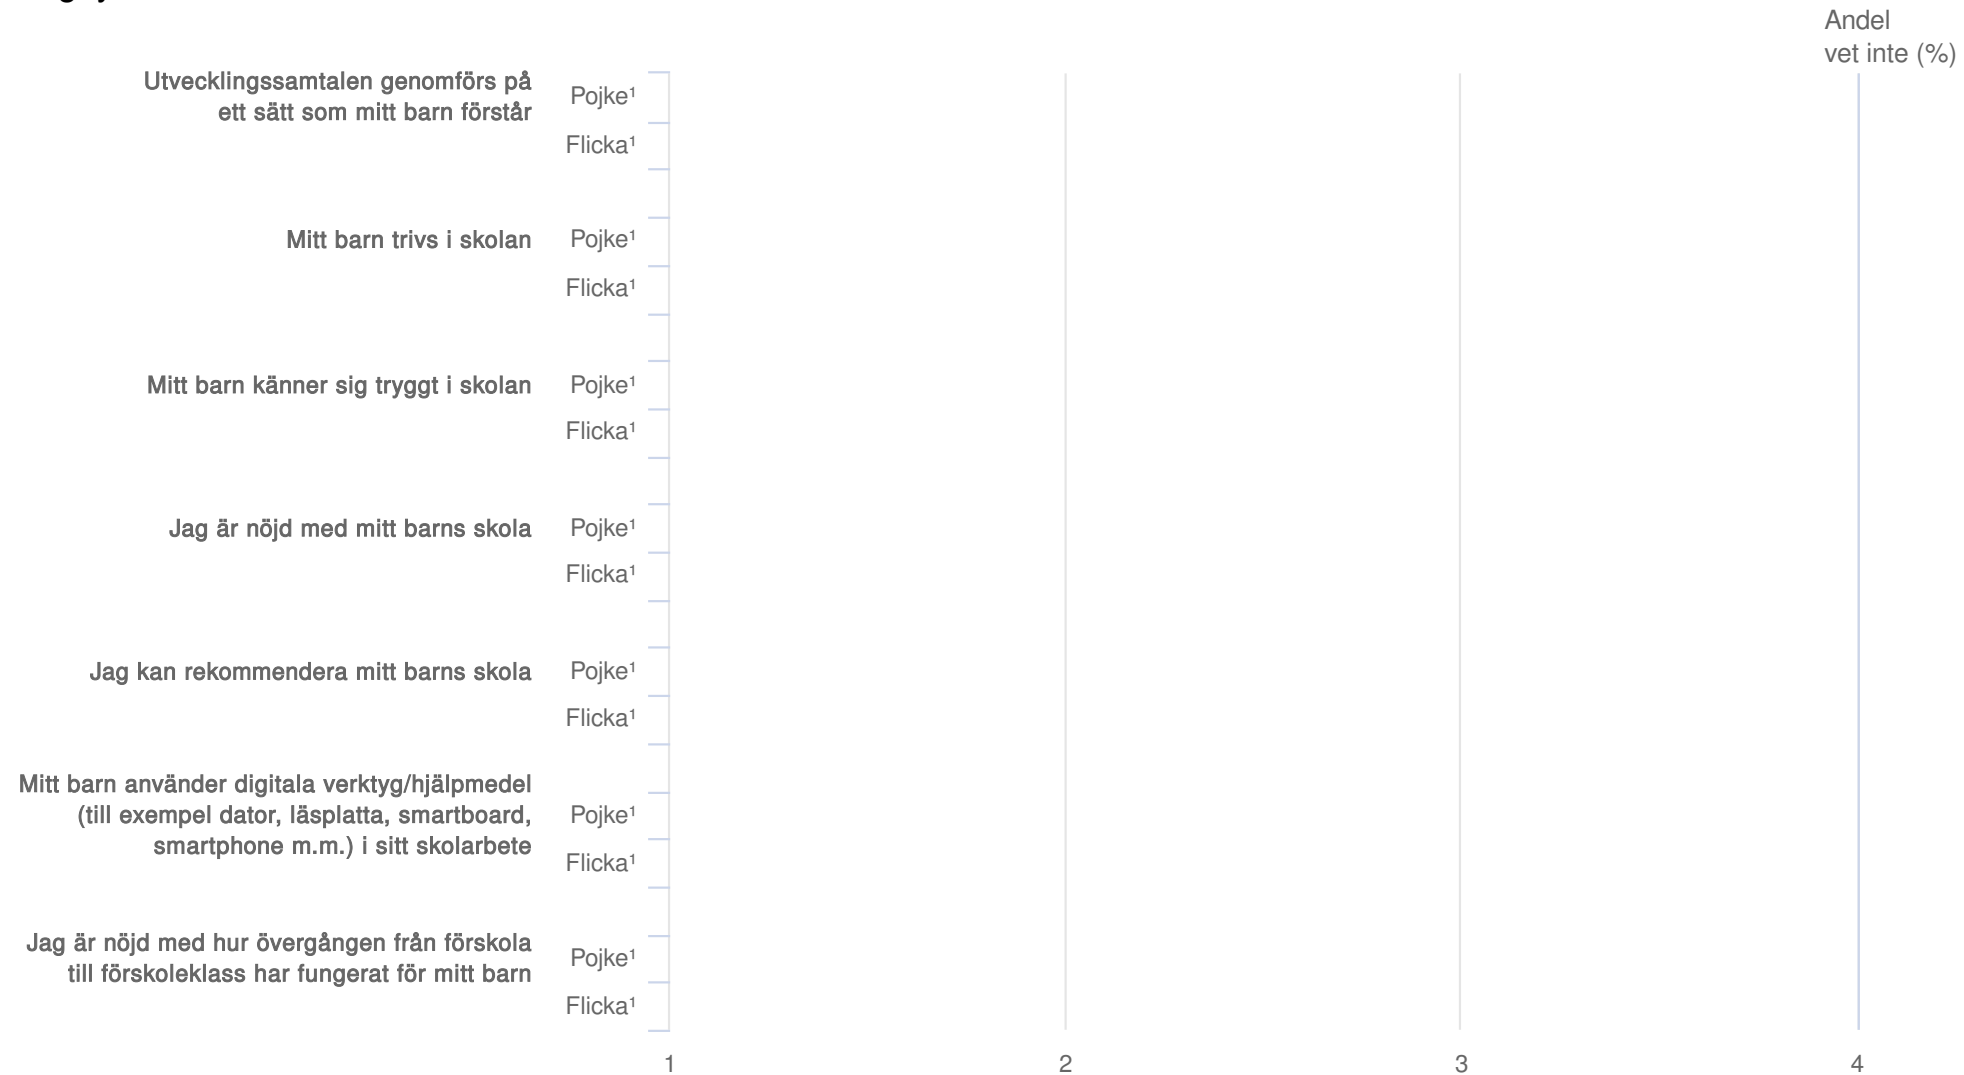 Andel
vet inte (%)
Utvecklingssamtalen genomförs på
ett sätt som mitt barn förstår
Pojke¹
Flicka¹
Mitt barn trivs i skolan
Pojke¹
Flicka¹
Mitt barn känner sig tryggt i skolan
Pojke¹
Flicka¹
Jag är nöjd med mitt barns skola
Pojke¹
Flicka¹
Jag kan rekommendera mitt barns skola
Pojke¹
Flicka¹
Mitt barn använder digitala verktyg/hjälpmedel
(till exempel dator, läsplatta, smartboard,
smartphone m.m.) i sitt skolarbete
Pojke¹
Flicka¹
Jag är nöjd med hur övergången från förskola
till förskoleklass har fungerat för mitt barn
Pojke¹
Flicka¹
1 2 3 4